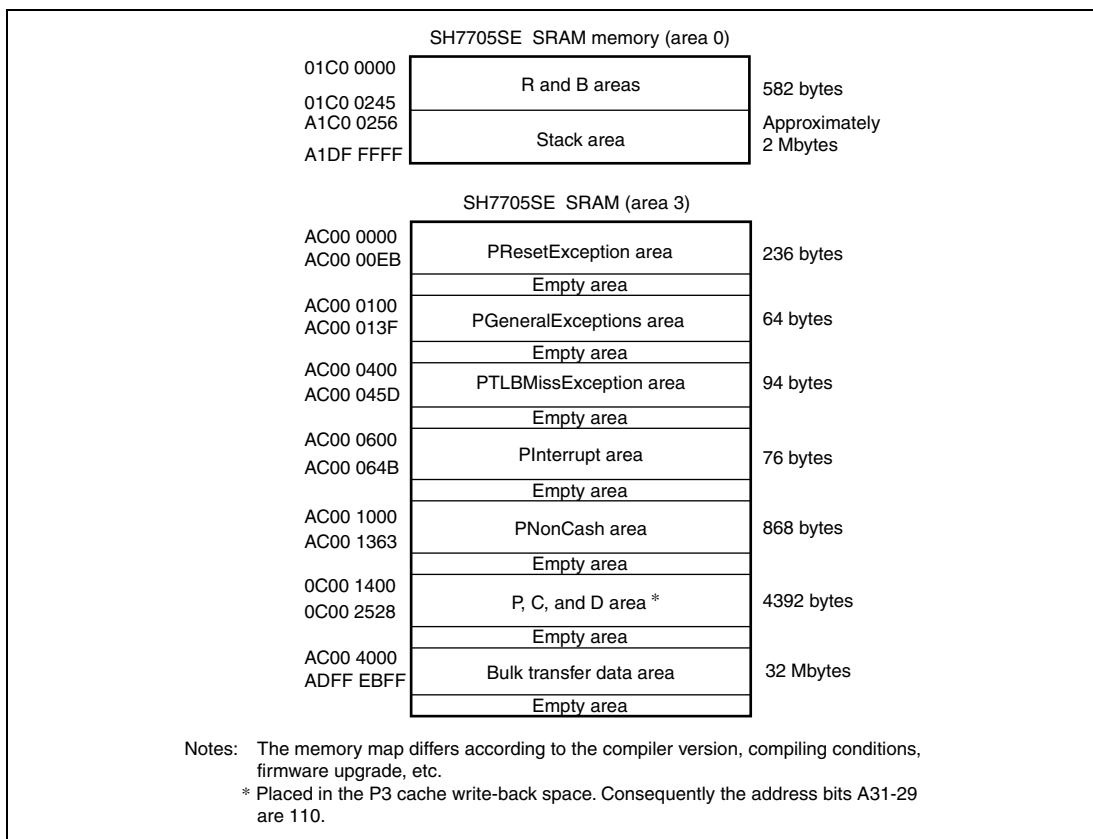 SH7705SE SRAM memory (area 0)
01C0 0000
R and B areas
582 bytes
01C0 0245
A1C0 0256
Stack area
Approximately
2 Mbytes
A1DF FFFF
SH7705SE SRAM (area 3)
AC00 0000
AC00 00EB
PResetException area
236 bytes
Empty area
AC00 0100
AC00 013F
PGeneralExceptions area
64 bytes
Empty area
AC00 0400
AC00 045D
PTLBMissException area
94 bytes
Empty area
AC00 0600
AC00 064B
PInterrupt area
76 bytes
Empty area
AC00 1000
AC00 1363
PNonCash area
868 bytes
Empty area
0C00 1400
0C00 2528
P, C, and D area *
4392 bytes
Empty area
AC00 4000
ADFF EBFF
Bulk transfer data area
32 Mbytes
Empty area
Notes: The memory map differs according to the compiler version, compiling conditions,
firmware upgrade, etc.
* Placed in the P3 cache write-back space. Consequently the address bits A31-29
are 110.